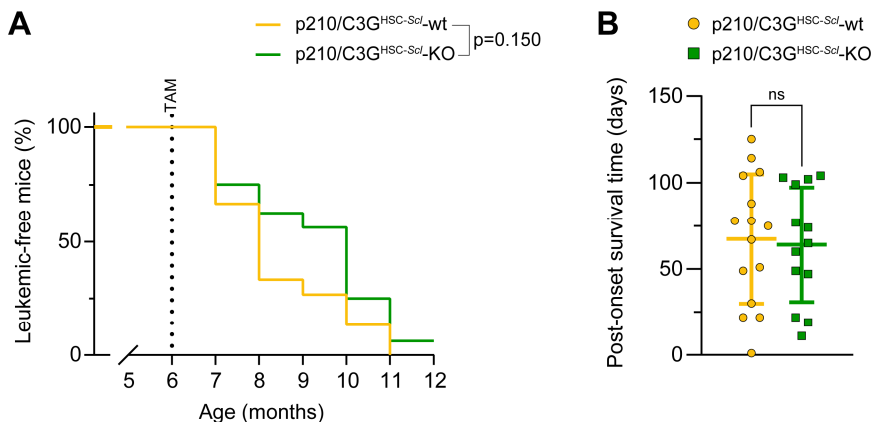 A
p210/C3GHSC-Scl-wt
p210/C3GHSC-Scl-KO
p=0.150
TAM
Leukemic-free mice (%)
100
50
0
5 6 7 8 9 10 11 12
Age (months)
B
p210/C3GHSC-Scl-wt
p210/C3GHSC-Scl-KO
ns
Post-onset survival time (days)
150
100
50
0